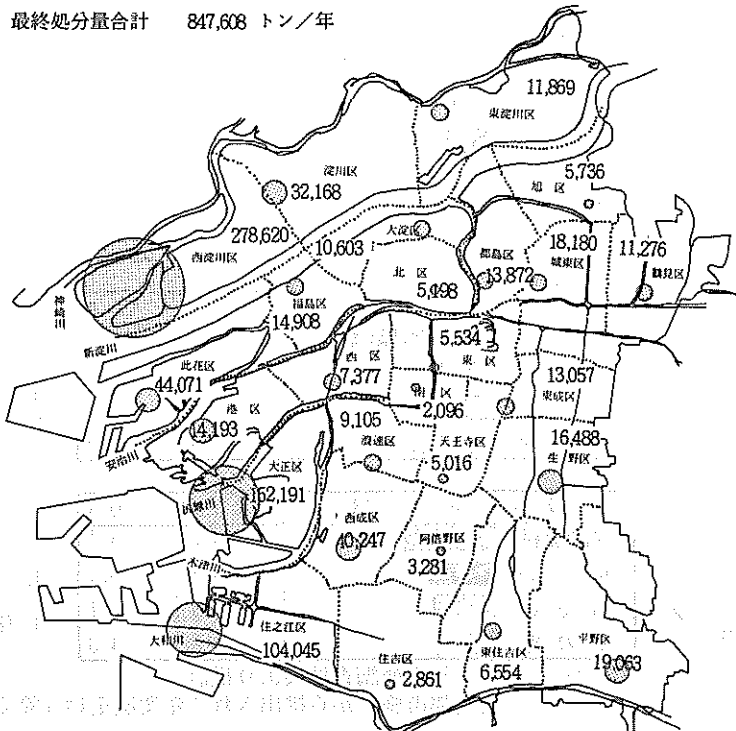 最終処分量合計 847,608 トン/年
11,869
東淀川区
淀川区
5,736
旭区
32,168
278,620
西淀川区
10,603
大淀区
都島区
18,180
城東区
11,276
鶴見区
北区
5,498
13,872
神崎川
福島区
14,908
新淀川
5,534
東区
西区
7,377
此花区
44,071
南区
2,096
13,057
東成区
港区
14,193
9,105
浪速区
天王寺区
5,016
16,488
生野区
安治川
大正区
152,191
西成区
40,247
阿倍野区
3,281
木津川
住之江区
104,045
大和川
住吉区
2,861
東住吉区
6,554
平野区
19,063